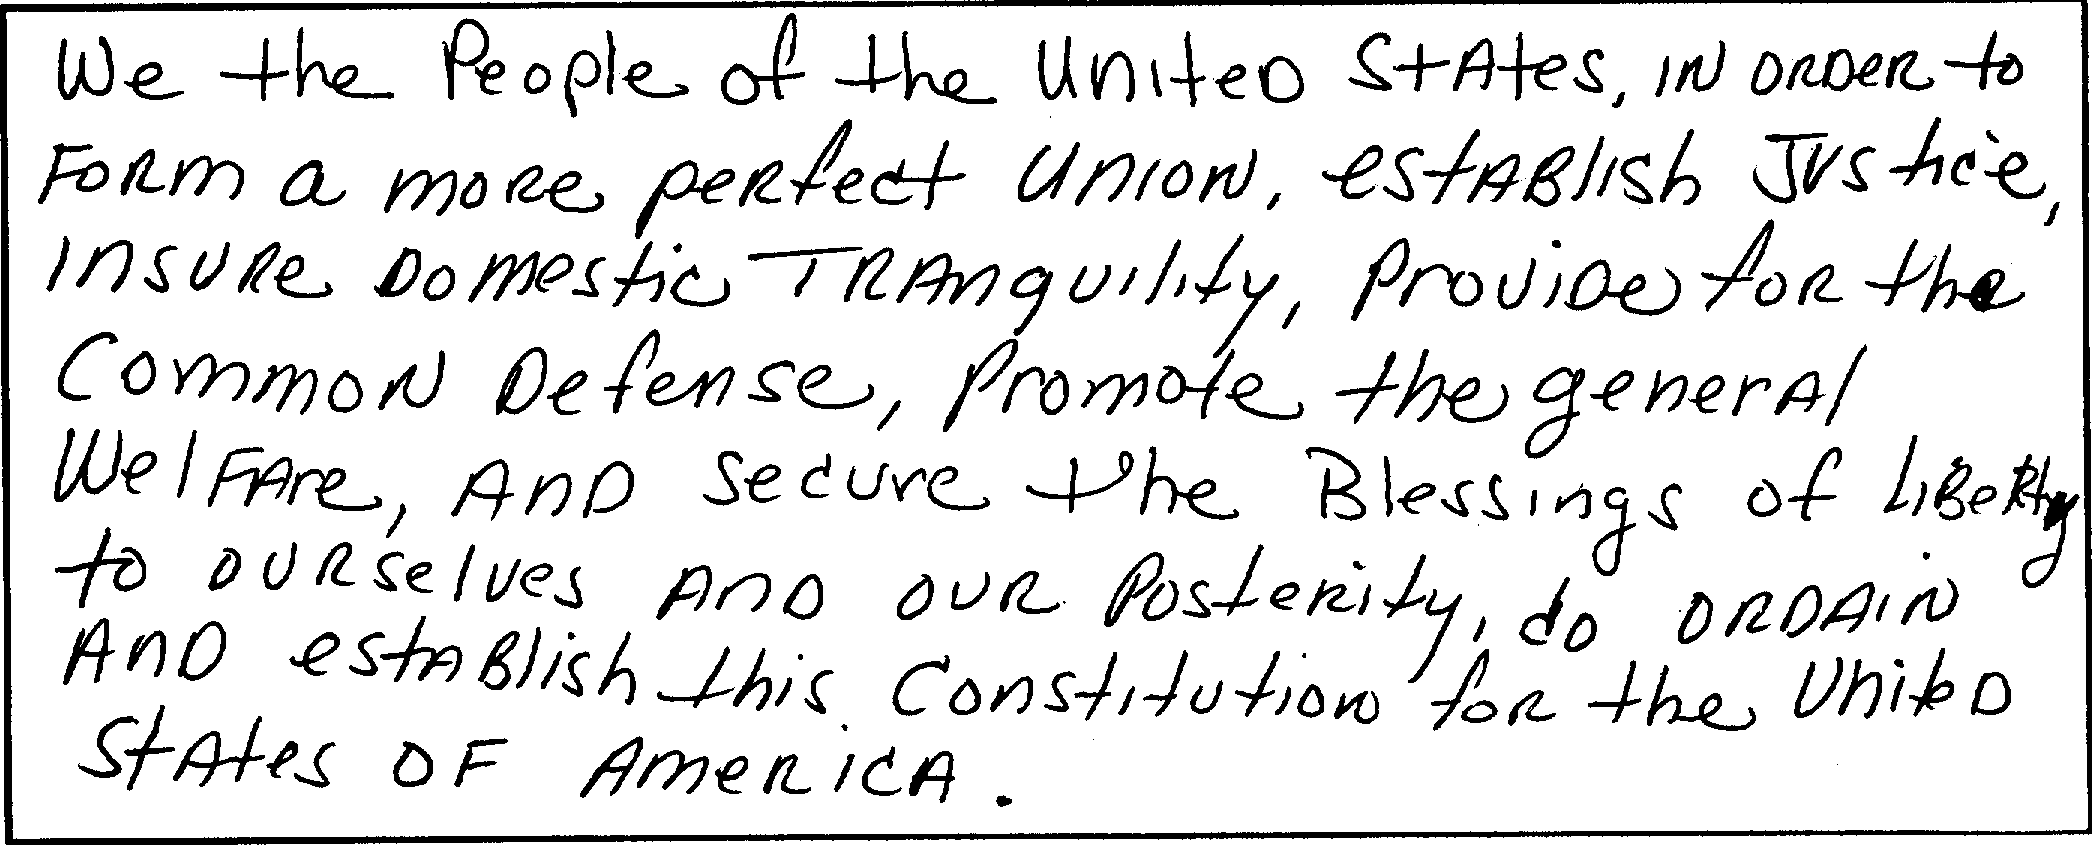 We the People of the United States, in order to
Form a more perfect Union, establish Justice,
insure Domestic Tranquility, Provide for the
Common Defense, Promote the general
Welfare, and secure the Blessings of Liberty
to ourselves and our Posterity, do ordain
and establish this Constitution for the United
States of America.